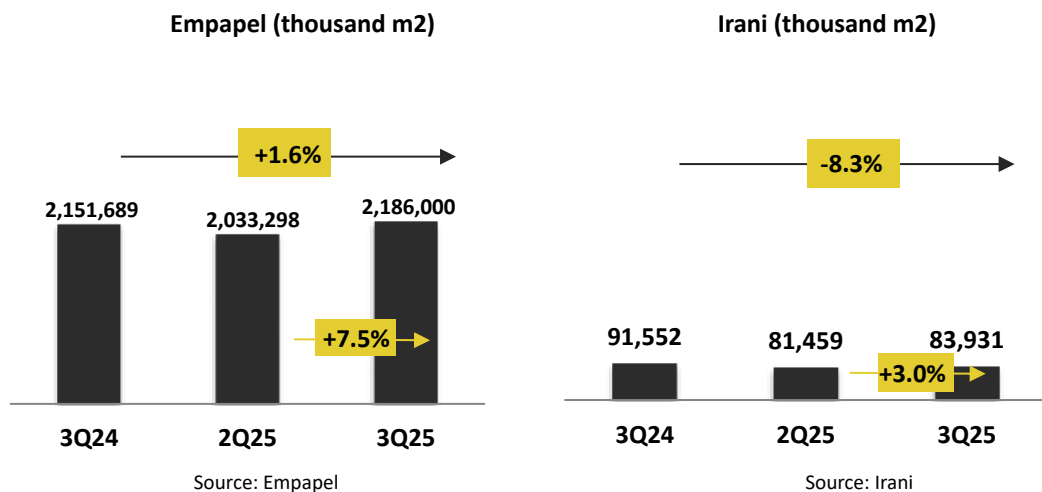 Empapel (thousand m2)
+1.6%
2,151,689
2,033,298
2,186,000
+7.5%
3Q24
2Q25
3Q25
Source: Empapel
Irani (thousand m2)
-8.3%
91,552
81,459
83,931
+3.0%
3Q24
2Q25
3Q25
Source: Irani